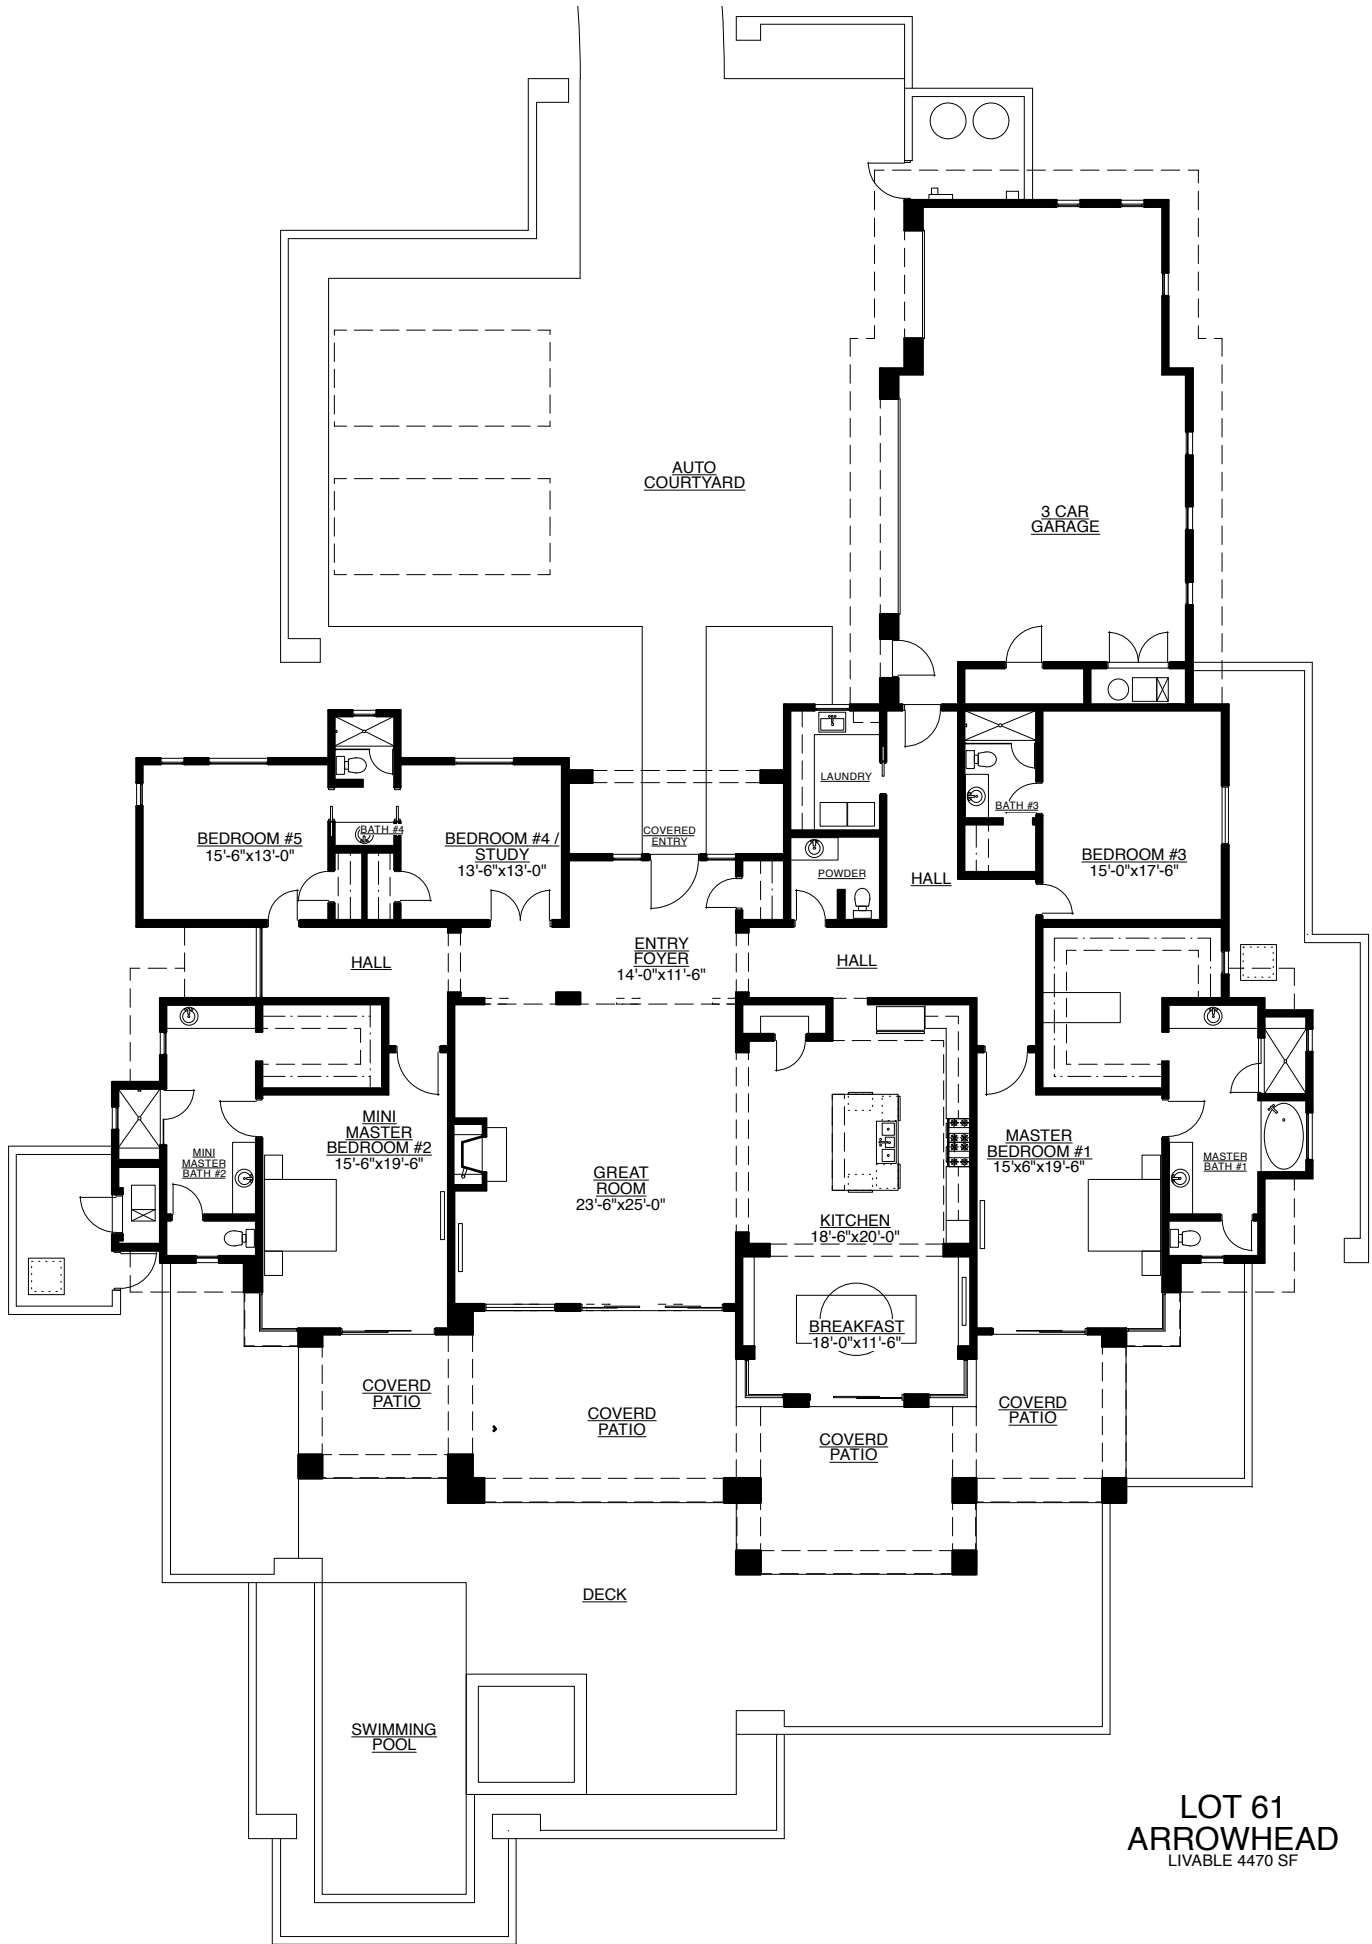 AUTO
COURTYARD
3 CAR
GARAGE
LAUNDRY
BATH #3
BATH #4
BEDROOM #5
15'-6"x13'-0"
BEDROOM #4 /
STUDY
13'-6"x13'-0"
COVERED
ENTRY
POWDER
HALL
BEDROOM #3
15'-0"x17'-6"
HALL
ENTRY
FOYER
14'-0"x11'-6"
HALL
MINI
MASTER
BEDROOM #2
15'-6"x19'-6"
MINI
MASTER
BATH #2
GREAT
ROOM
23'-6"x25'-0"
KITCHEN
18'-6"x20'-0"
MASTER
BEDROOM #1
15'x6"x19'-6"
MASTER
BATH #1
BREAKFAST
18'-0"x11'-6"
COVERD
PATIO
COVERD
PATIO
COVERD
PATIO
COVERD
PATIO
DECK
SWIMMING
POOL
LOT 61
ARROWHEAD
LIVABLE 4470 SF